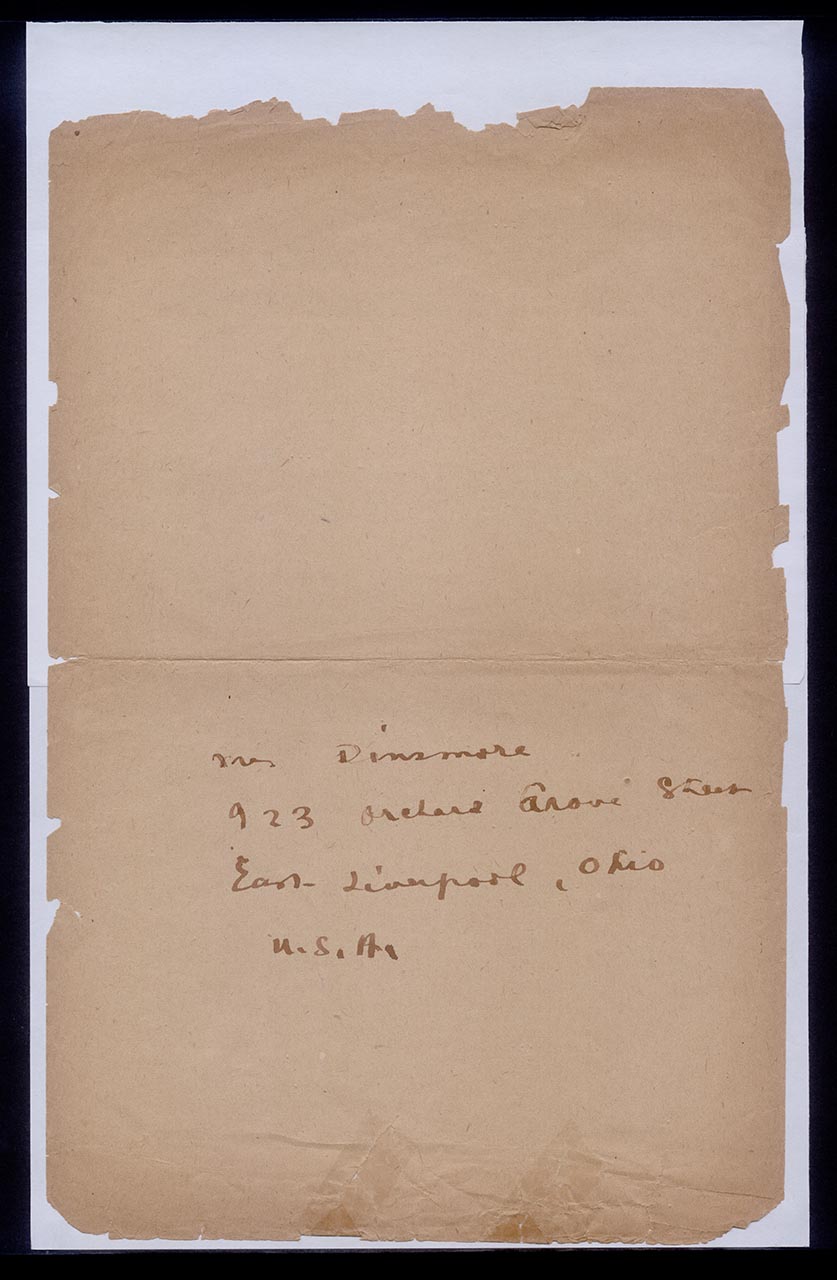 Mrs Dinsmore
923 Orchard Grove Street
East Liverpool, Ohio
U.S.A.